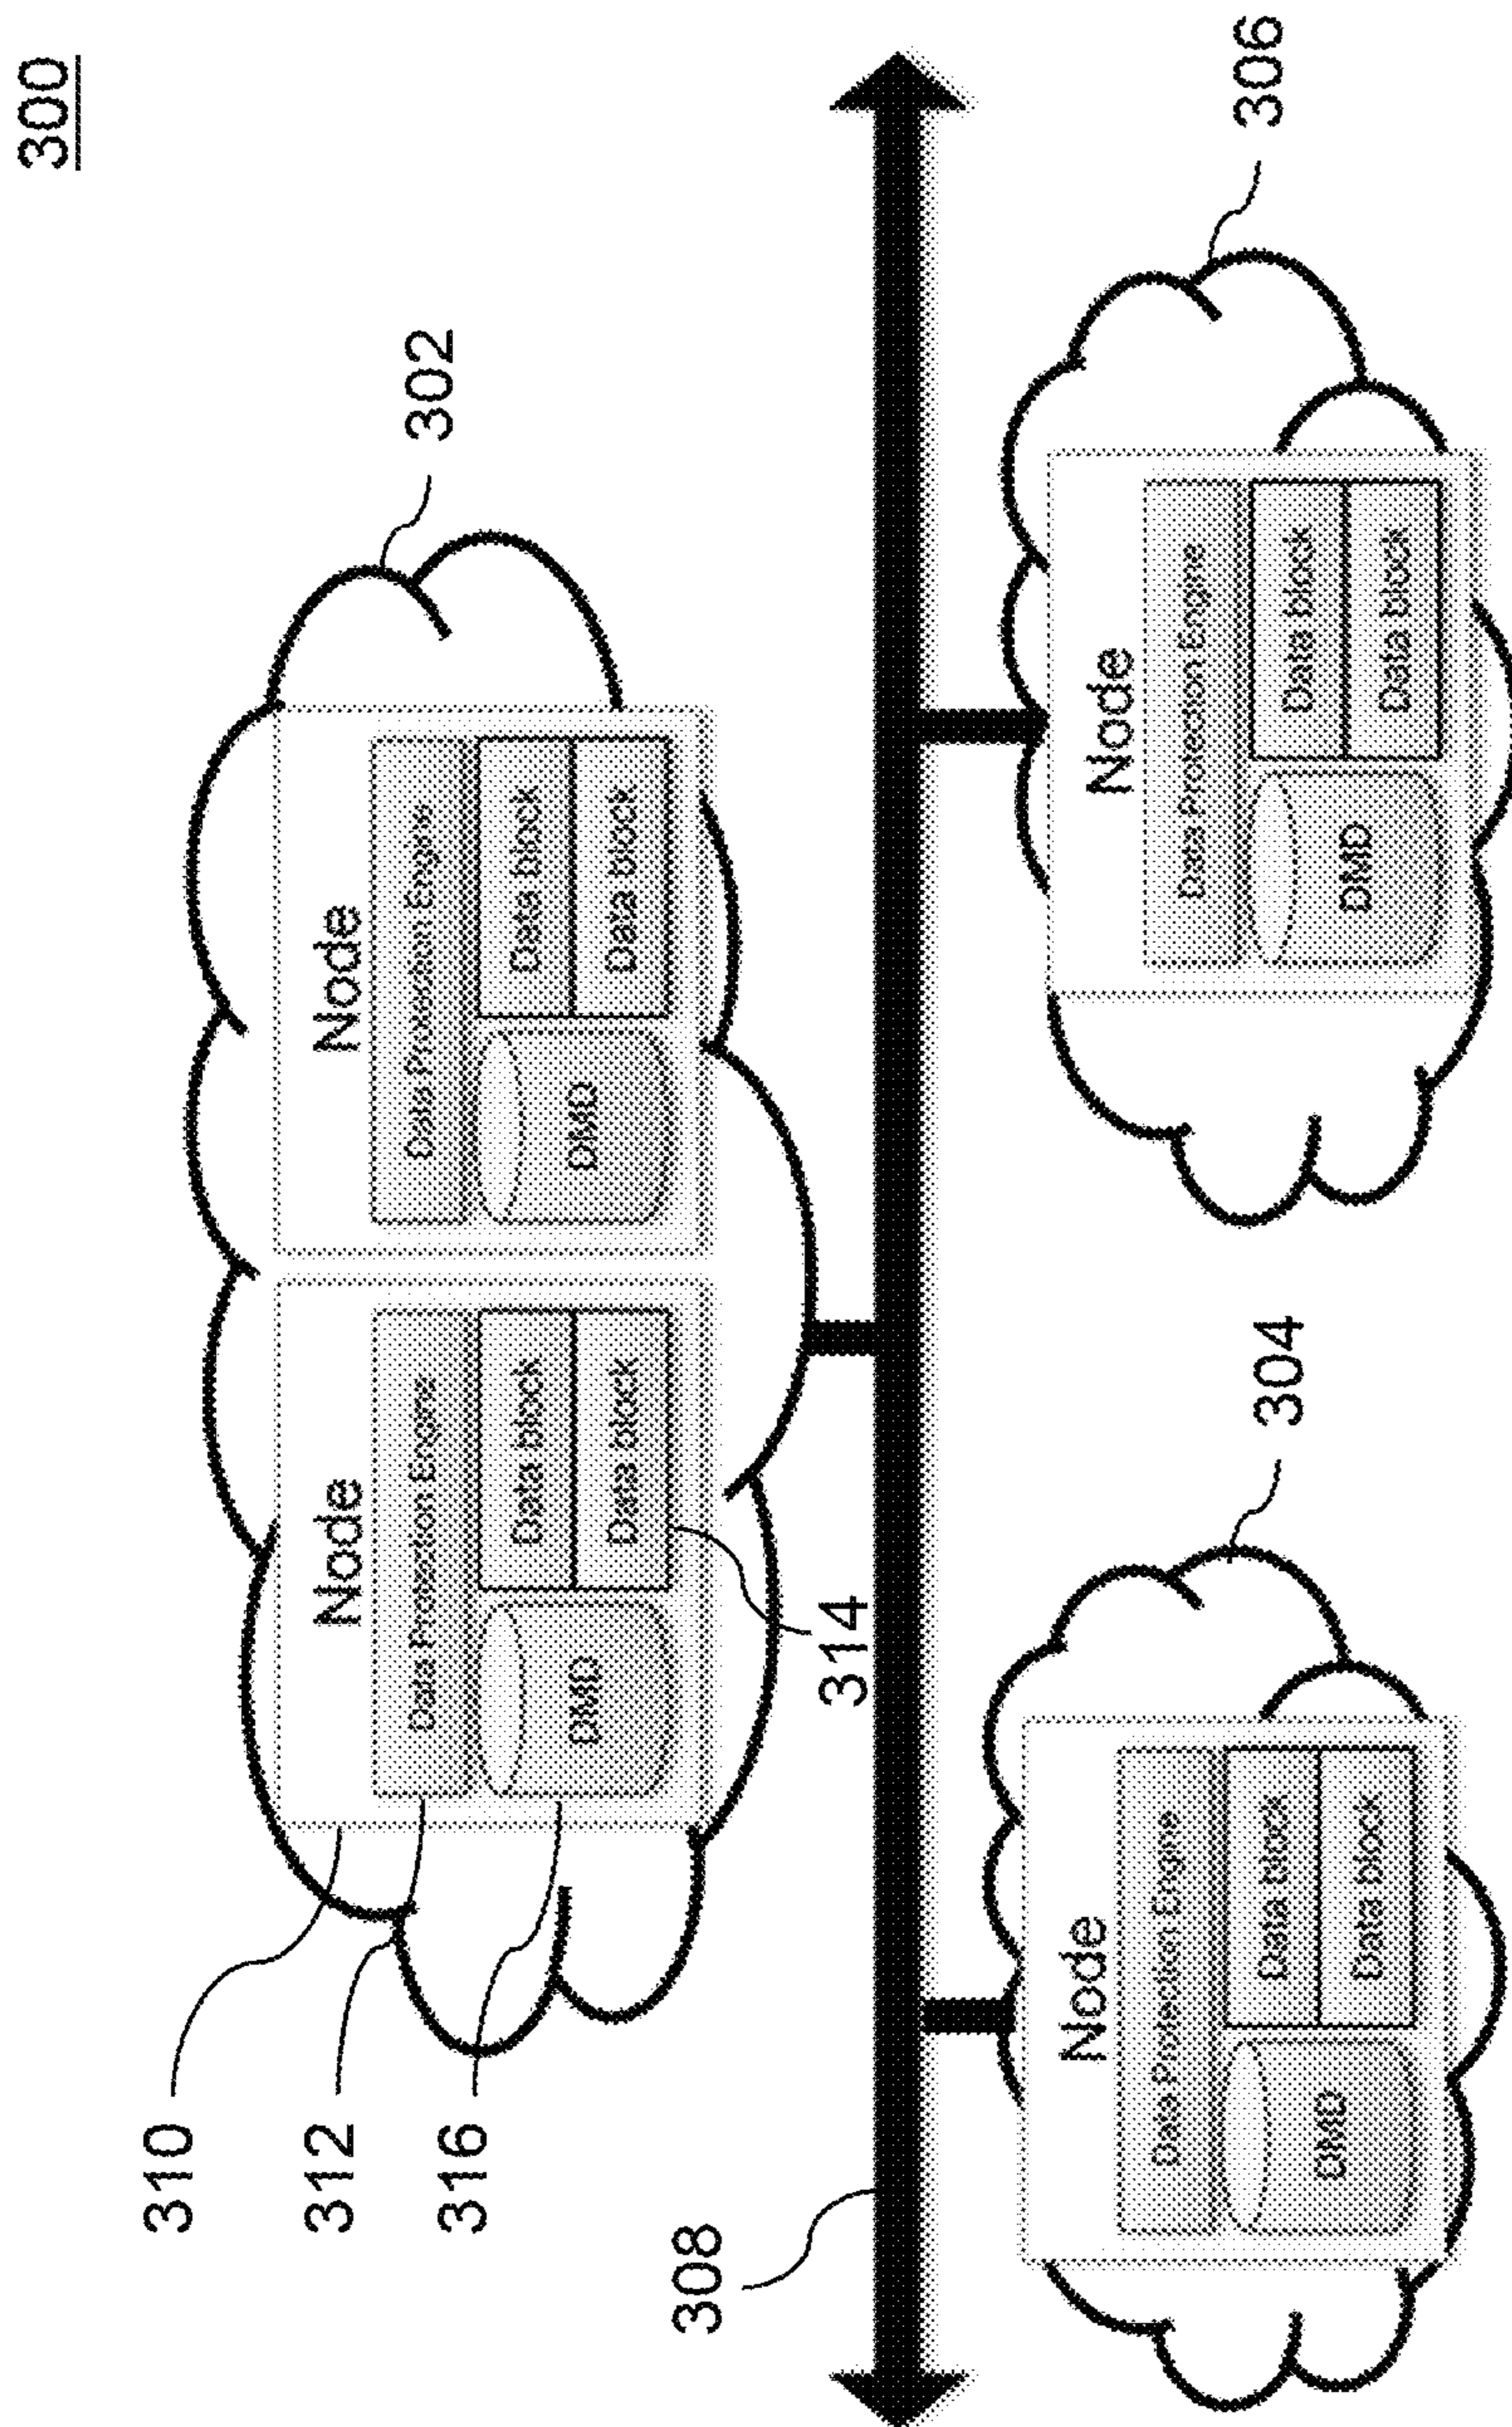 300
302
310
Node
Node
312
Data Protection Engine
Data Protection Engine
316
DMD
Data block
DMD
Data block
Data block
Data block
314
308
304
306
Node
Node
Data Protection Engine
Data Protection Engine
DMD
Data block
DMD
Data block
Data block
Data block